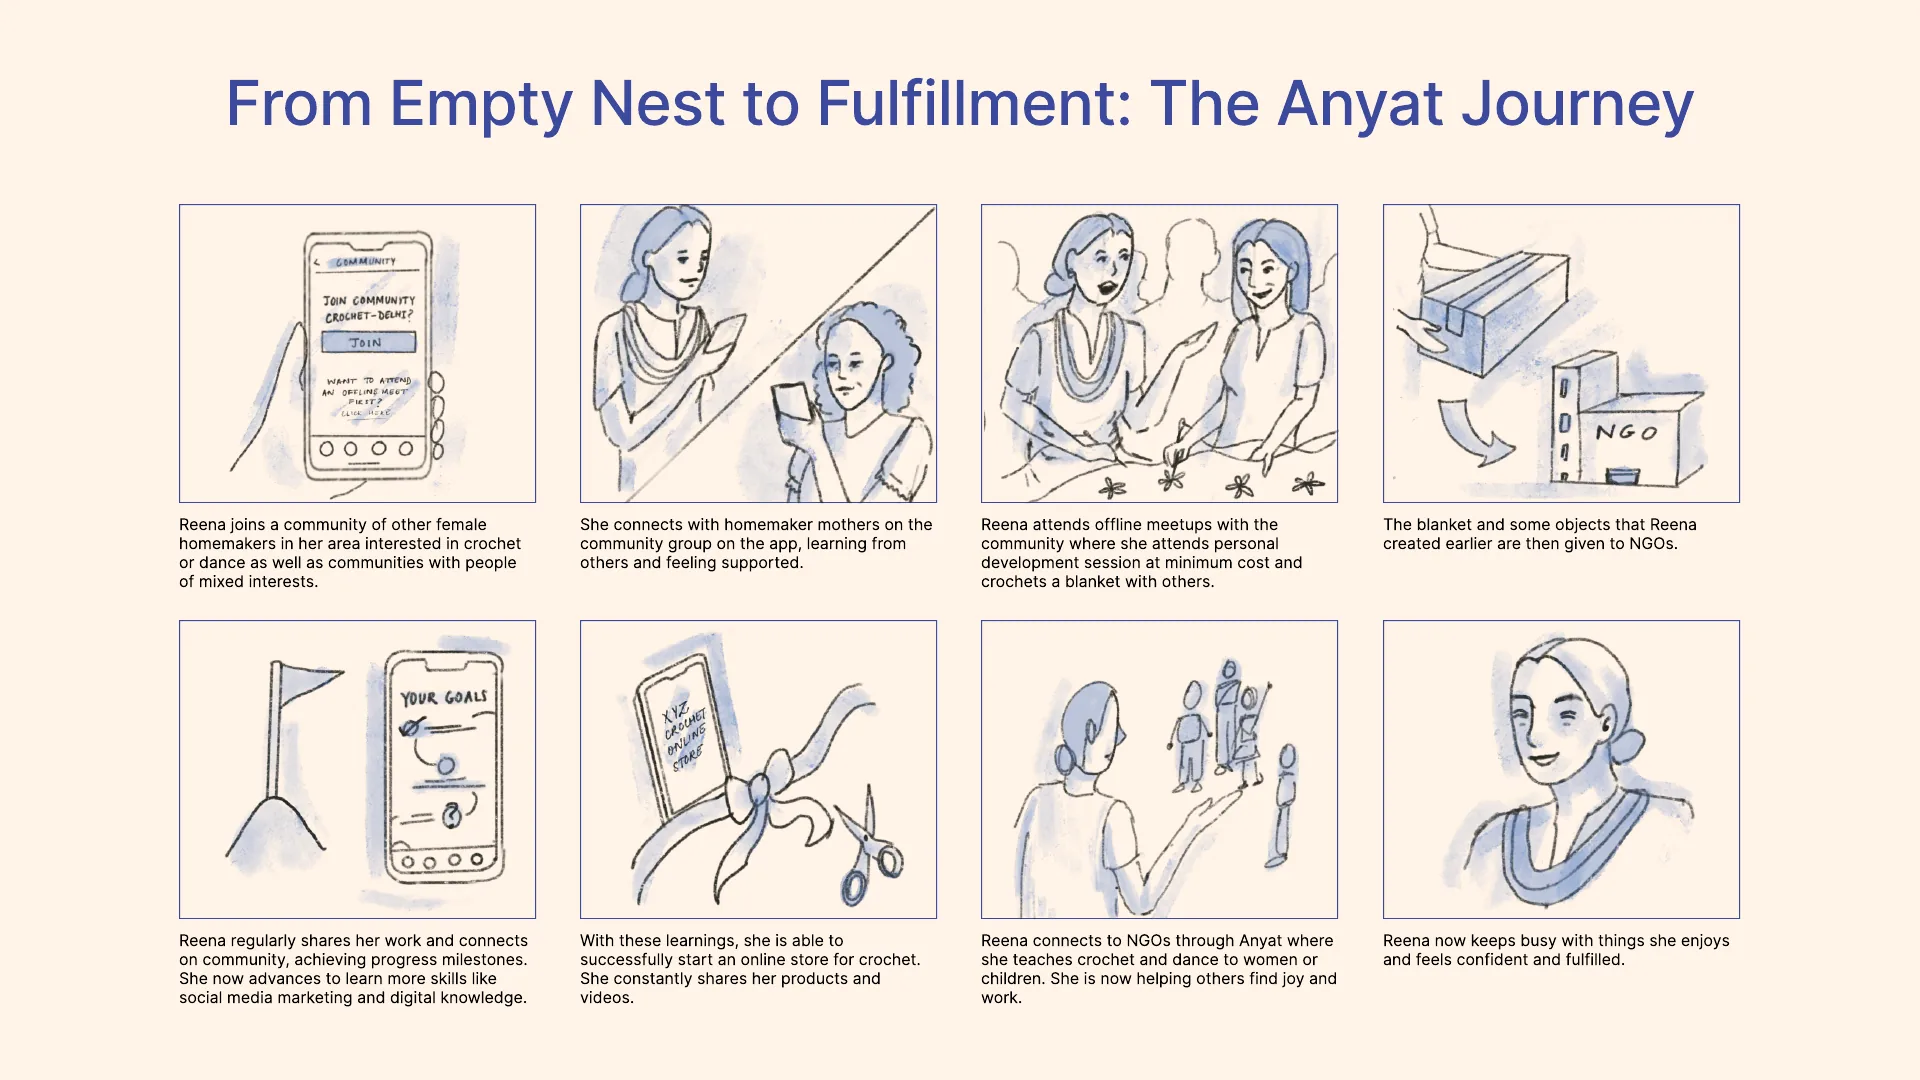 From Empty Nest to Fulfillment: The Anyat Journey
< COMMUNITY
JOIN COMMUNITY
CROCHET-DELHI?
JOIN
WANT TO ATTEND
AN OFFLINE MEET
FIRST?
CLICK HERE
Reena joins a community of other female
homemakers in her area interested in crochet
or dance as well as communities with people
of mixed interests.
She connects with homemaker mothers on the
community group on the app, learning from
others and feeling supported.
Reena attends offline meetups with the
community where she attends personal
development session at minimum cost and
crochets a blanket with others.
NGO
The blanket and some objects that Reena
created earlier are then given to NGOs.
YOUR GOALS
Reena regularly shares her work and connects
on community, achieving progress milestones.
She now advances to learn more skills like
social media marketing and digital knowledge.
XYZ
CROCHET
ONLINE
STORE
With these learnings, she is able to
successfully start an online store for crochet.
She constantly shares her products and
videos.
Reena connects to NGOs through Anyat where
she teaches crochet and dance to women or
children. She is now helping others find joy and
work.
Reena now keeps busy with things she enjoys
and feels confident and fulfilled.